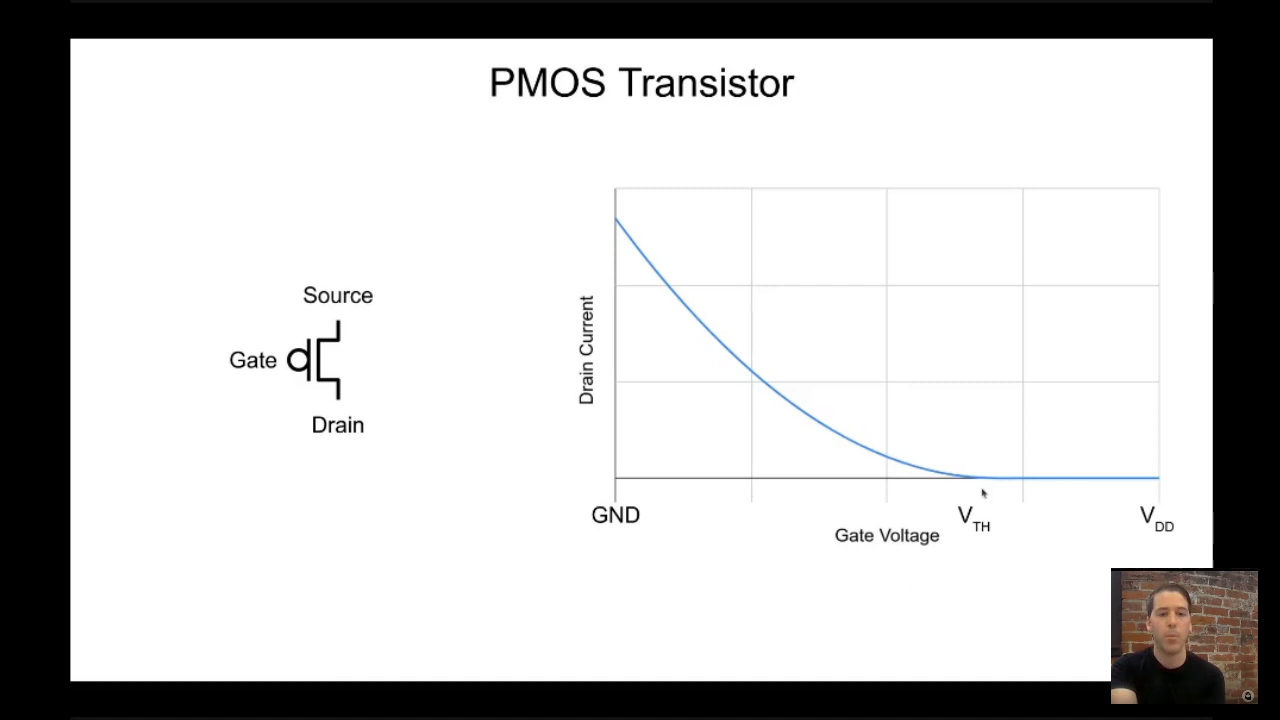 PMOS Transistor
Source
Gate
Drain
Drain Current
GND
V_TH
V_DD
Gate Voltage